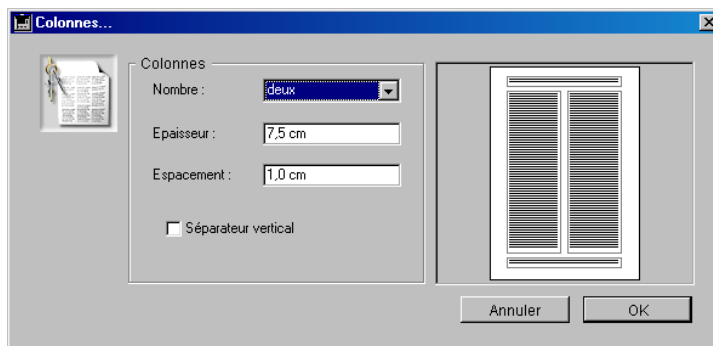 Colonnes...
Colonnes
Nombre : deux
Epaisseur : 7,5 cm
Espacement : 1,0 cm
Séparateur vertical
Annuler OK